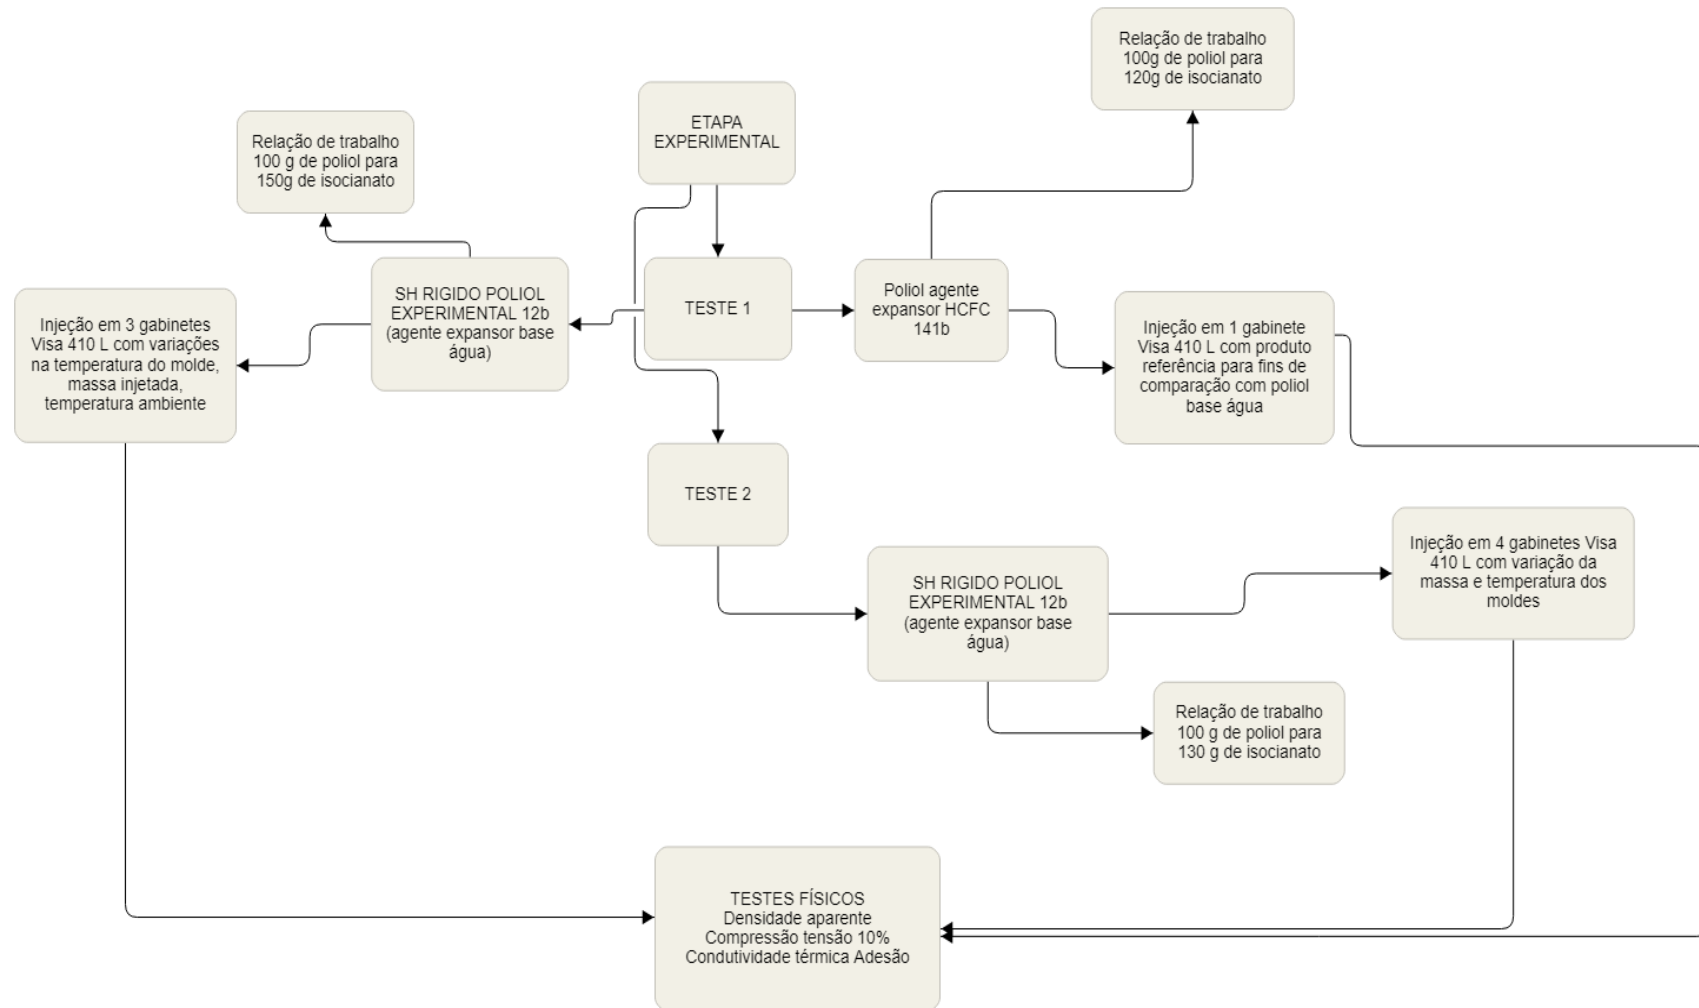 Relação de trabalho
100g de poliol para
120g de isocianato
ETAPA
EXPERIMENTAL
Relação de trabalho
100 g de poliol para
150g de isocianato
SH RIGIDO POLIOL
EXPERIMENTAL 12b
(agente expansor base
água)
TESTE 1
Poliol agente
expansor HCFC
141b
Injeção em 3 gabinetes
Visa 410 L com variações
na temperatura do molde,
massa injetada,
temperatura ambiente
Injeção em 1 gabinete
Visa 410 L com produto
referência para fins de
comparação com poliol
base água
TESTE 2
Injeção em 4 gabinetes Visa
410 L com variação da
massa e temperatura dos
moldes
SH RIGIDO POLIOL
EXPERIMENTAL 12b
(agente expansor base
água)
Relação de trabalho
100 g de poliol para
130 g de isocianato
TESTES FÍSICOS
Densidade aparente
Compressão tensão 10%
Condutividade térmica Adesão